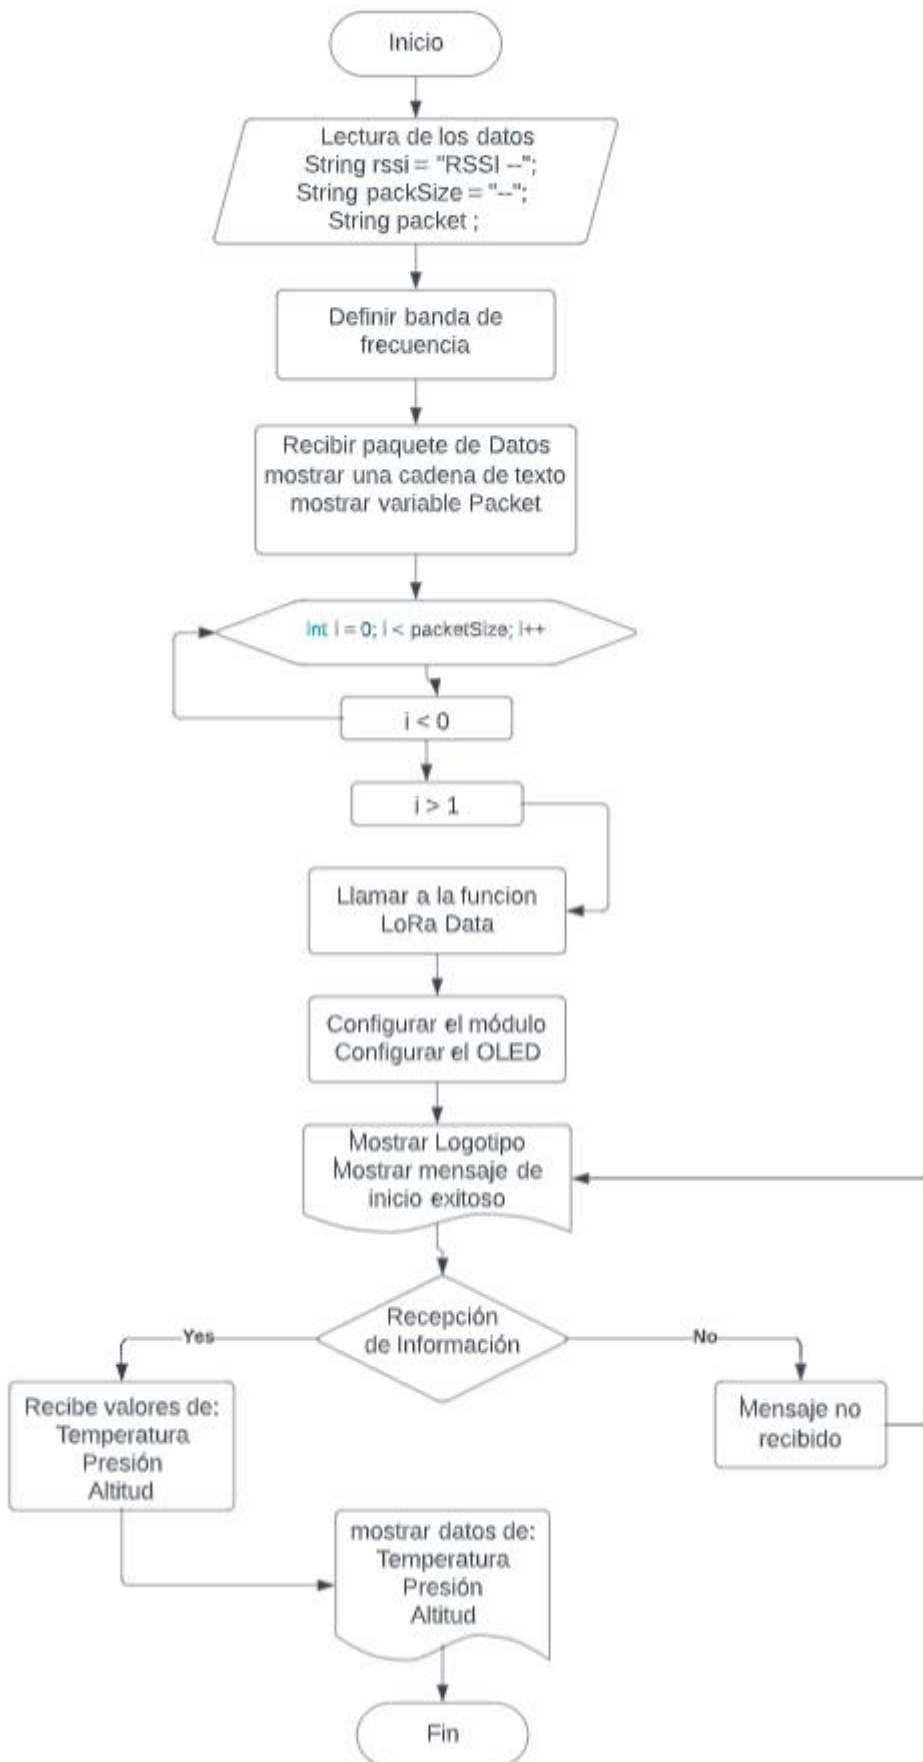 Inicio
Lectura de los datos
String rssi = "RSSI --";
String packSize = "--";
String packet ;
Definir banda de
frecuencia
Recibir paquete de Datos
mostrar una cadena de texto
mostrar variable Packet
int i = 0; i < packetSize; i++
i < 0
i > 1
Llamar a la funcion
LoRa Data
Configurar el módulo
Configurar el OLED
Mostrar Logotipo
Mostrar mensaje de
inicio exitoso
Recepción
de Información
Yes
No
Recibe valores de:
Temperatura
Presión
Altitud
Mensaje no
recibido
mostrar datos de:
Temperatura
Presión
Altitud
Fin